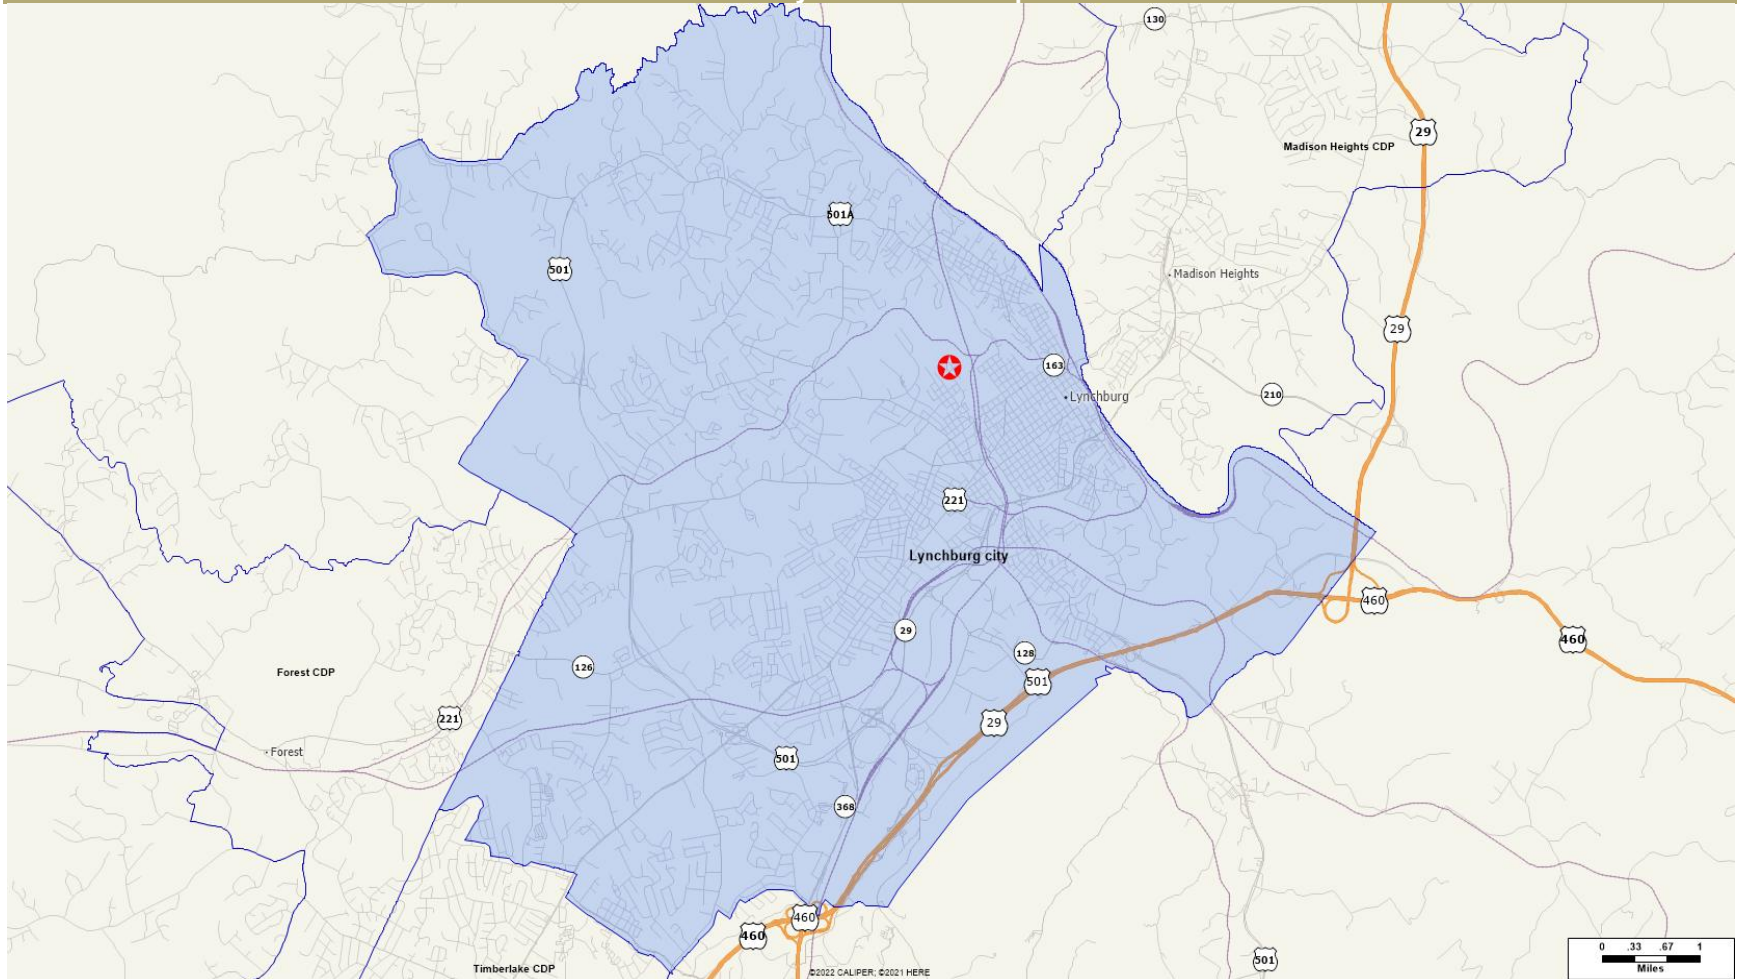 130
29
Madison Heights CDP
501A
501
Madison Heights
29
163
210
Lynchburg
221
Lynchburg city
460
29
460
128
126
Forest CDP
501
221
29
Forest
501
368
460
460
501
Timberlake CDP
©2022 CALIPER; ©2021 HERE
0 .33 .67 1
Miles